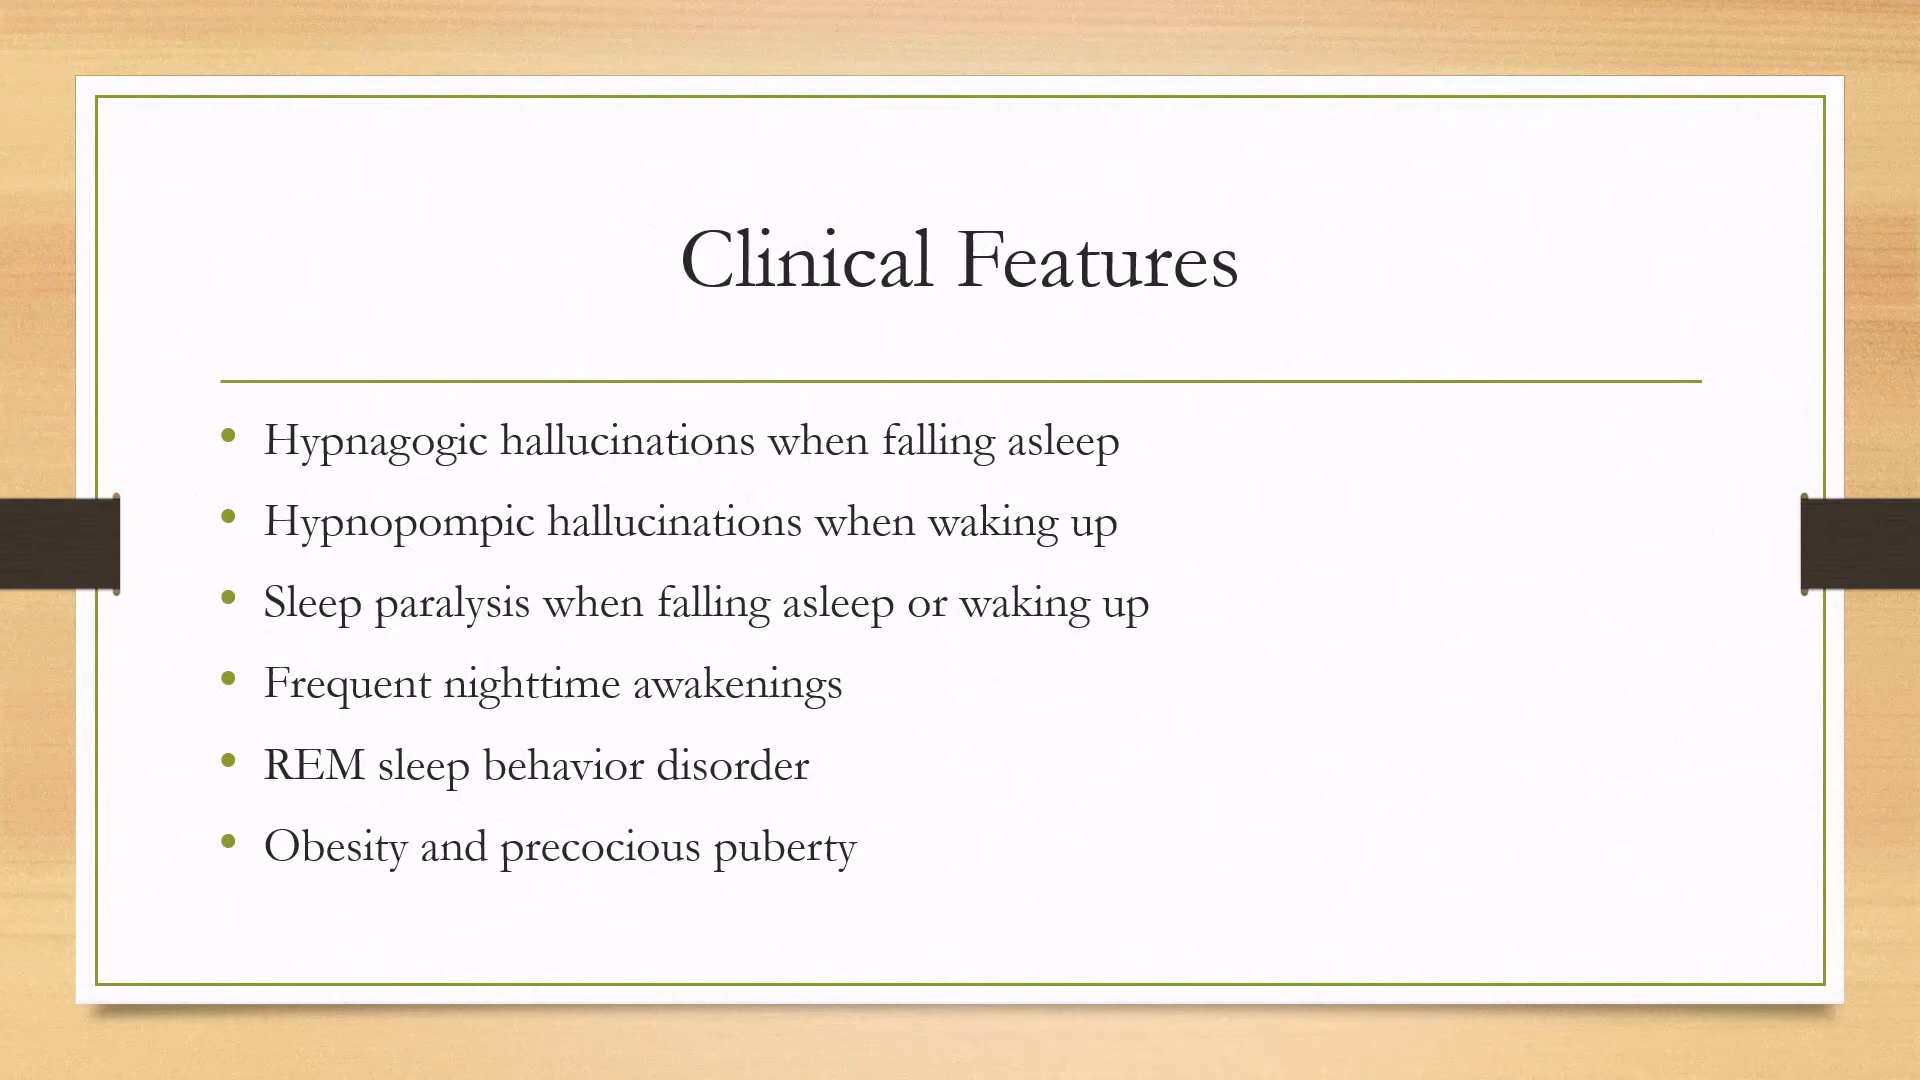 Clinical Features
• Hypnagogic hallucinations when falling asleep
• Hypnopompic hallucinations when waking up
• Sleep paralysis when falling asleep or waking up
• Frequent nighttime awakenings
• REM sleep behavior disorder
• Obesity and precocious puberty